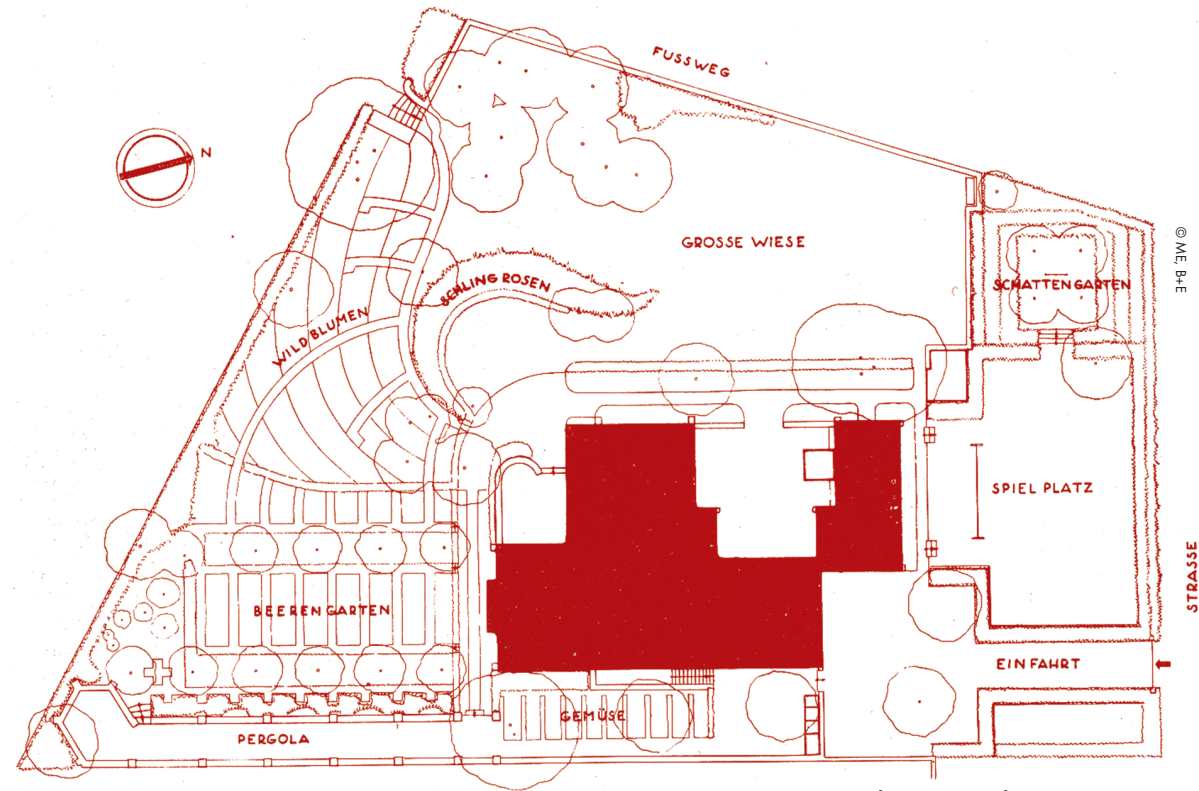 FUSSWEG
N
GROSSE WIESE
© ME, B+E
SCHLING ROSEN
SCHATTENGARTEN
WILDBLUMEN
SPIEL PLATZ
STRASSE
BEERENGARTEN
EINFAHRT
GEMÜSE
PERGOLA